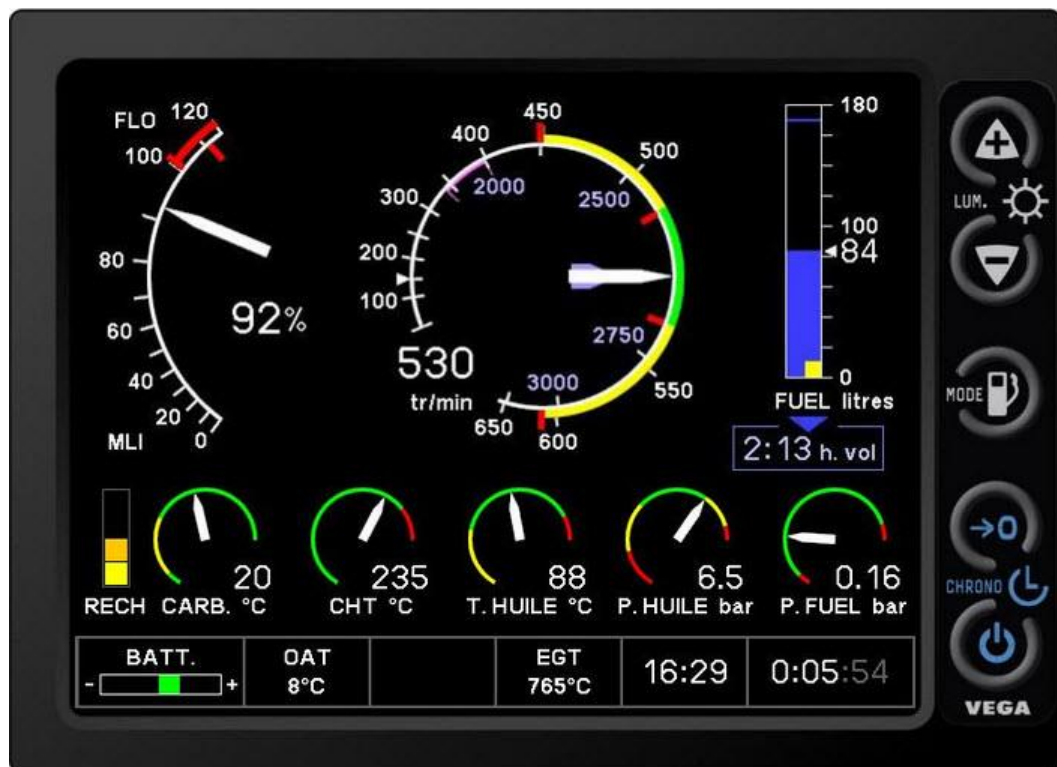 FLO 120
100
80
60
40
20
0
MLI
92%
450
400
500
300
2000
2500
200
100
530
tr/min
2750
3000
550
650
600
180
100
84
0
FUEL litres
2:13 h. vol
LUM.
MODE
→0
CHRONO
VEGA
20
235
88
6.5
0.16
RECH CARB. °C
CHT °C
T. HUILE °C
P. HUILE bar
P. FUEL bar
BATT.
- +
OAT
8°C
EGT
765°C
16:29
0:05:54